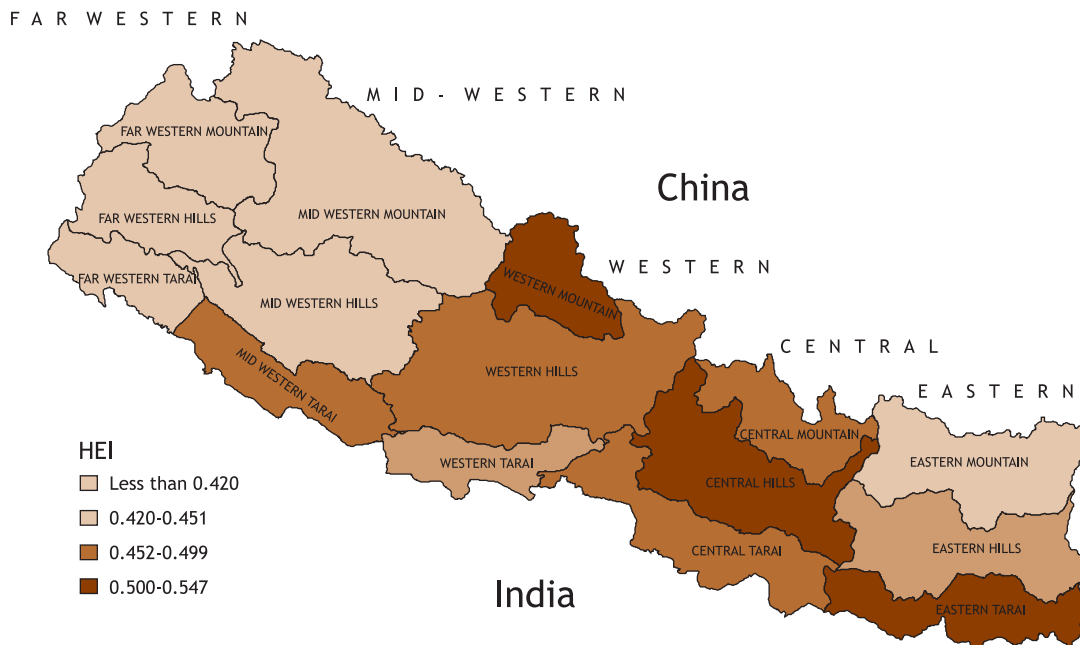 FAR WESTERN
MID-WESTERN
FAR WESTERN MOUNTAIN
China
MID WESTERN MOUNTAIN
FAR WESTERN HILLS
WESTERN
FAR WESTERN TARAI
WESTERN MOUNTAIN
MID WESTERN HILLS
CENTRAL
MID WESTERN TARAI
WESTERN HILLS
EASTERN
CENTRAL MOUNTAIN
HEI
WESTERN TARAI
EASTERN MOUNTAIN
Less than 0.420
CENTRAL HILLS
0.420-0.451
0.452-0.499
CENTRAL TARAI
EASTERN HILLS
0.500-0.547
India
EASTERN TARAI